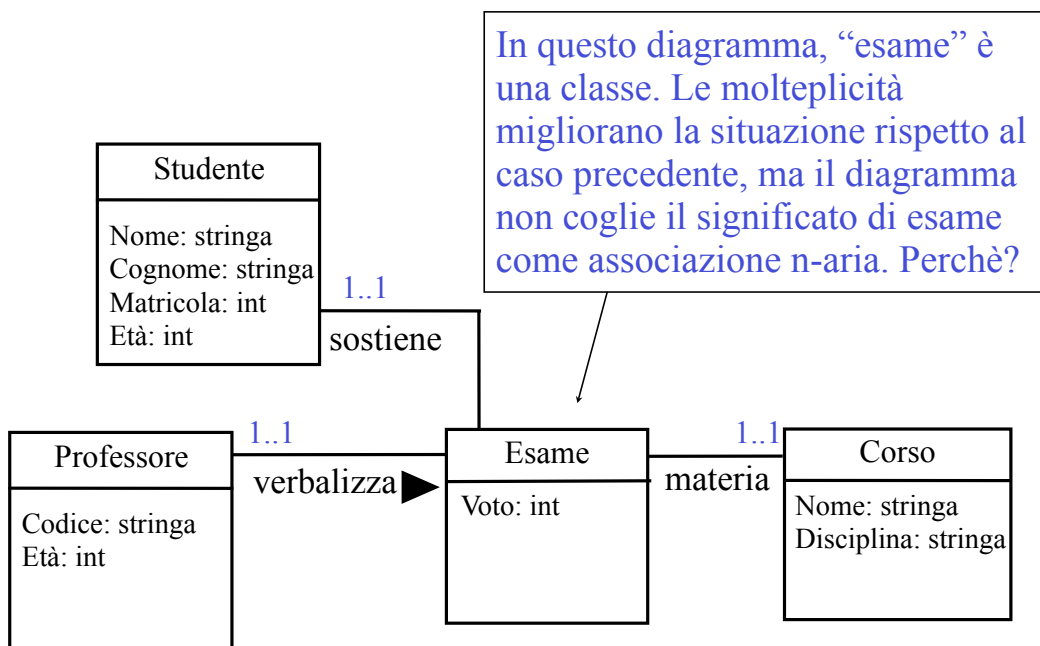 In questo diagramma, “esame” è
una classe. Le molteplicità
migliorano la situazione rispetto al
caso precedente, ma il diagramma
non coglie il significato di esame
come associazione n-aria. Perchè?
Studente
Nome: stringa
Cognome: stringa
Matricola: int
Età: int
1..1
sostiene
Professore
Codice: stringa
Età: int
1..1
verbalizza
Esame
Voto: int
1..1
materia
Corso
Nome: stringa
Disciplina: stringa